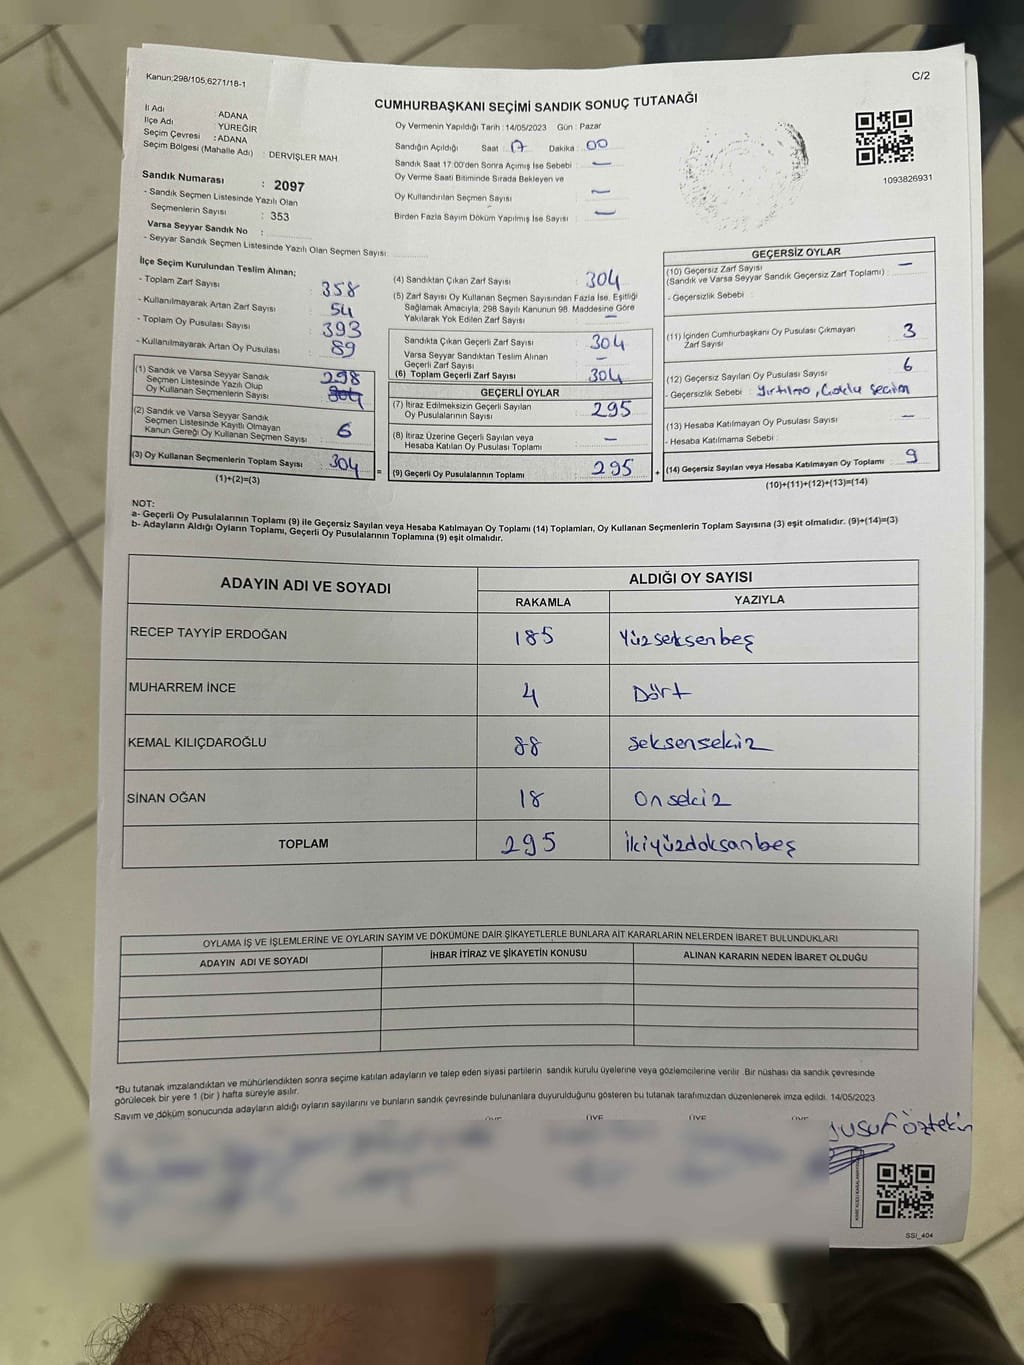 Kanun;298/105,6271/18-1
C/2
CUMHURBAŞKANI SEÇİMİ SANDIK SONUÇ TUTANAĞI
İl Adı : ADANA
İlçe Adı : YÜREĞİR
Seçim Çevresi : ADANA
Seçim Bölgesi (Mahalle Adı) : DERVİŞLER MAH
Sandık Numarası : 2097
- Sandık Seçmen Listesinde Yazılı Olan
Seçmenlerin Sayısı : 353
Varsa Seyyar Sandık No :
- Seyyar Sandık Seçmen Listesinde Yazılı Olan Seçmen Sayısı :
Oy Vermenin Yapıldığı Tarih : 14/05/2023 Gün : Pazar
Sandığın Açıldığı Saat : 17 Dakika : 00
Sandık Saat 17:00'den Sonra Açımış İse Sebebi : —
Oy Verme Saati Bitiminde Sırada Bekleyen ve
Oy Kullandırılan Seçmen Sayısı : —
Birden Fazla Sayım Döküm Yapılmış İse Sayısı : —
1093826931
İlçe Seçim Kurulundan Teslim Alınan;
- Toplam Zarf Sayısı : 358
- Kullanılmayarak Artan Zarf Sayısı : 54
- Toplam Oy Pusulası Sayısı : 393
- Kullanılmayarak Artan Oy Pusulası : 89
(1) Sandık ve Varsa Seyyar Sandık
Seçmen Listesinde Yazılı Olup
Oy Kullanan Seçmenlerin Sayısı : 298 304
(2) Sandık ve Varsa Seyyar Sandık
Seçmen Listesinde Kayıtlı Olmayan
Kanun Gereği Oy Kullanan Seçmen Sayısı : 6
(3) Oy Kullanan Seçmenlerin Toplam Sayısı : 304
(1)+(2)=(3)
=
(4) Sandıktan Çıkan Zarf Sayısı : 304
(5) Zarf Sayısı Oy Kullanan Seçmen Sayısından Fazla İse, Eşitliği
Sağlamak Amacıyla; 298 Sayılı Kanunun 98. Maddesine Göre
Yakılarak Yok Edilen Zarf Sayısı : —
Sandıkta Çıkan Geçerli Zarf Sayısı : 304
Varsa Seyyar Sandıktan Teslim Alınan
Geçerli Zarf Sayısı : —
(6) Toplam Geçerli Zarf Sayısı : 304
GEÇERLİ OYLAR
(7) İtiraz Edilmeksizin Geçerli Sayılan
Oy Pusulalarının Sayısı : 295
(8) İtiraz Üzerine Geçerli Sayılan veya
Hesaba Katılan Oy Pusulası Toplamı : —
(9) Geçerli Oy Pusulalarının Toplamı : 295
+
GEÇERSİZ OYLAR
(10) Geçersiz Zarf Sayısı : —
(Sandık ve Varsa Seyyar Sandık Geçersiz Zarf Toplamı) :
- Geçersizlik Sebebi :
(11) İçinden Cumhurbaşkanı Oy Pusulası Çıkmayan
Zarf Sayısı : 3
(12) Geçersiz Sayılan Oy Pusulası Sayısı : 6
- Geçersizlik Sebebi : Yırtılma, Çoklu Seçim
(13) Hesaba Katılmayan Oy Pusulası Sayısı : —
- Hesaba Katılmama Sebebi :
(14) Geçersiz Sayılan veya Hesaba Katılmayan Oy Toplamı : 9
(10)+(11)+(12)+(13)=(14)
NOT:
a- Geçerli Oy Pusulalarının Toplamı (9) ile Geçersiz Sayılan veya Hesaba Katılmayan Oy Toplamı (14) Toplamları, Oy Kullanan Seçmenlerin Toplam Sayısına (3) eşit olmalıdır. (9)+(14)=(3)
b- Adayların Aldığı Oyların Toplamı, Geçerli Oy Pusulalarının Toplamına (9) eşit olmalıdır.
ADAYIN ADI VE SOYADI ALDIĞI OY SAYISI
RAKAMLA YAZIYLA
RECEP TAYYİP ERDOĞAN 185 Yüzseksenbeş
MUHARREM İNCE 4 Dört
KEMAL KILIÇDAROĞLU 88 Seksensekiz
SİNAN OĞAN 18 Onsekiz
TOPLAM 295 İkiyüzdoksanbeş
OYLAMA İŞ VE İŞLEMLERİNE VE OYLARIN SAYIM VE DÖKÜMÜNE DAİR ŞİKAYETLERLE BUNLARA AİT KARARLARIN NELERDEN İBARET BULUNDUKLARI
ADAYIN ADI VE SOYADI İHBAR İTİRAZ VE ŞİKAYETİN KONUSU ALINAN KARARIN NEDEN İBARET OLDUĞU
*Bu tutanak imzalandıktan ve mühürlendikten sonra seçime katılan adayların ve talep eden siyasi partilerin sandık kurulu üyelerine veya gözlemcilerine verilir .Bir nüshası da sandık çevresinde
görülecek bir yere 1 (bir ) hafta süreyle asılır.
Sayım ve döküm sonucunda adayların aldığı oyların sayılarını ve bunların sandık çevresinde bulunanlara duyurulduğunu gösteren bu tutanak tarafımızdan düzenlenerek imza edildi. 14/05/2023
ÜYE ÜYE ÜYE ÜYE
Yusuf Öztekin
SSI_404